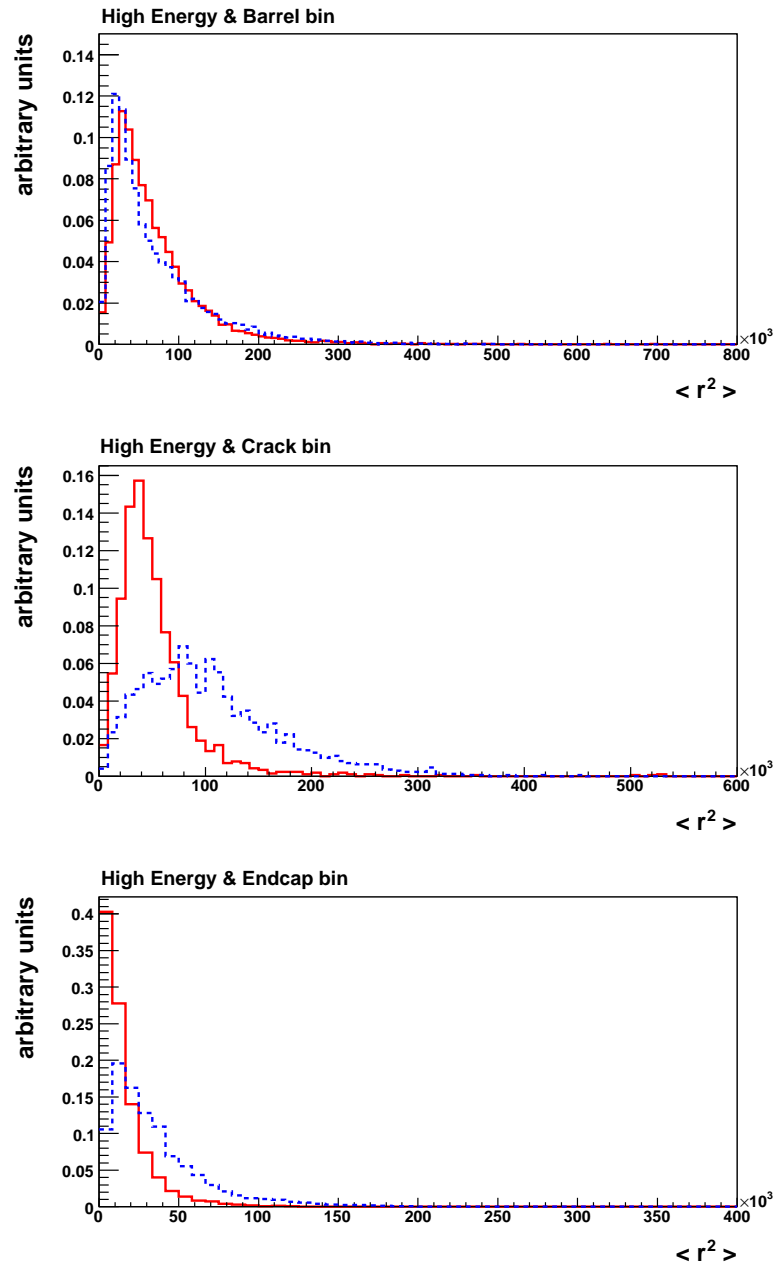 High Energy & Barrel bin
arbitrary units
0.14
0.12
0.1
0.08
0.06
0.04
0.02
0
0 100 200 300 400 500 600 700 800
×10³
< r² >
High Energy & Crack bin
arbitrary units
0.16
0.14
0.12
0.1
0.08
0.06
0.04
0.02
0
0 100 200 300 400 500 600
×10³
< r² >
High Energy & Endcap bin
arbitrary units
0.4
0.35
0.3
0.25
0.2
0.15
0.1
0.05
0
0 50 100 150 200 250 300 350 400
×10³
< r² >